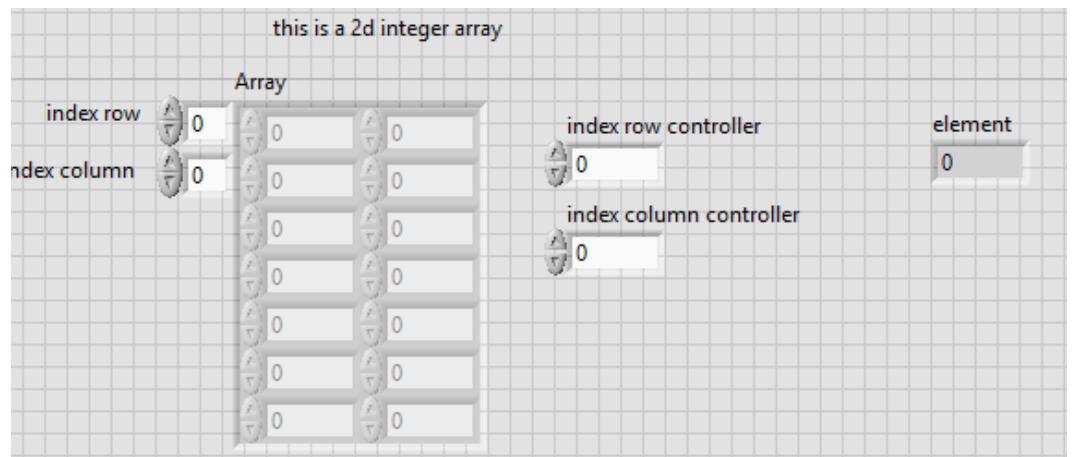 this is a 2d integer array
Array
index row 0
ndex column 0
0 0
0 0
0 0
0 0
0 0
0 0
0 0
index row controller
0
index column controller
0
element
0